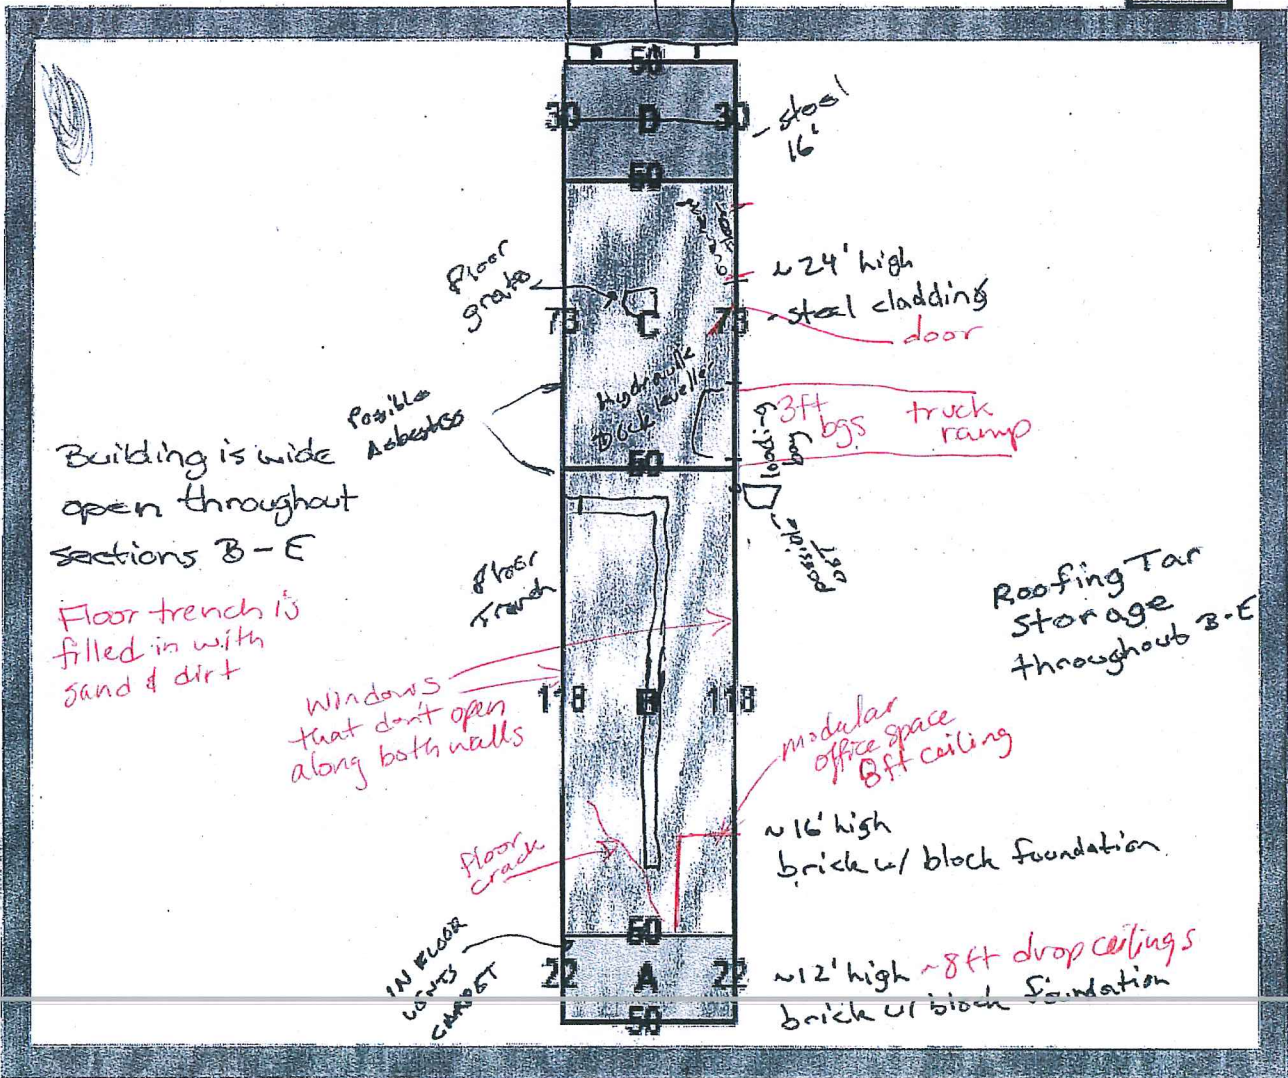 50
30 D 30
- steel
16'
50
Floor
grate
~24' high
73 C 73
- steel cladding
door
Hydraulic
Dock leveller
Possible
Asbestos
3ft
bgs
truck
ramp
loading
50
Building is wide
open throughout
sections B-E
possible
UST
Floor
Trench
Roofing Tar
storage
throughout B-E
Floor trench is
filled in with
sand & dirt
windows
that don't open
along both walls
118 B 118
modular
office space
8ft ceiling
~16' high
brick w/ block foundation
floor
crack
50
IN FLOOR
VENTS
CARPET
22 A 22
~12' high ~8ft drop ceilings
brick w/ block foundation
50